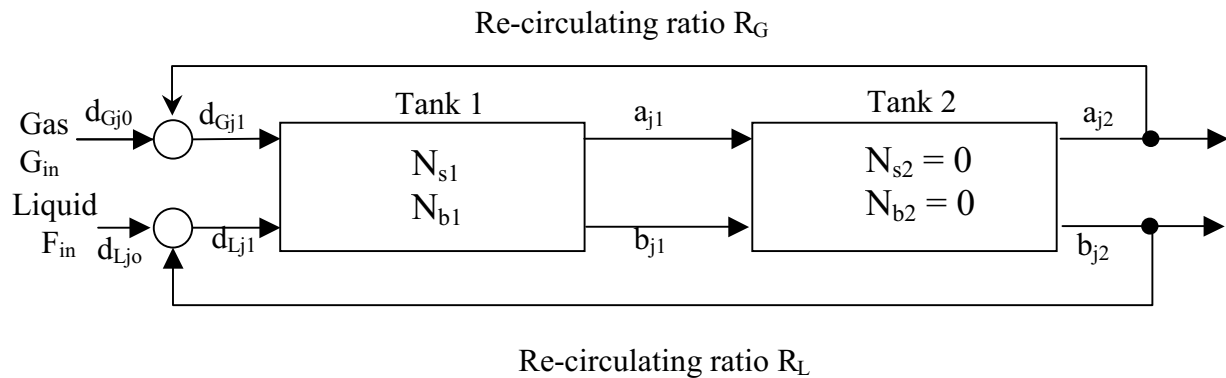 Re-circulating ratio R_G
Tank 1
Tank 2
d_Gj0
d_Gj1
a_j1
a_j2
Gas
G_in
N_s1
N_s2 = 0
Liquid
N_b1
N_b2 = 0
F_in
d_Ljo
d_Lj1
b_j1
b_j2
Re-circulating ratio R_L